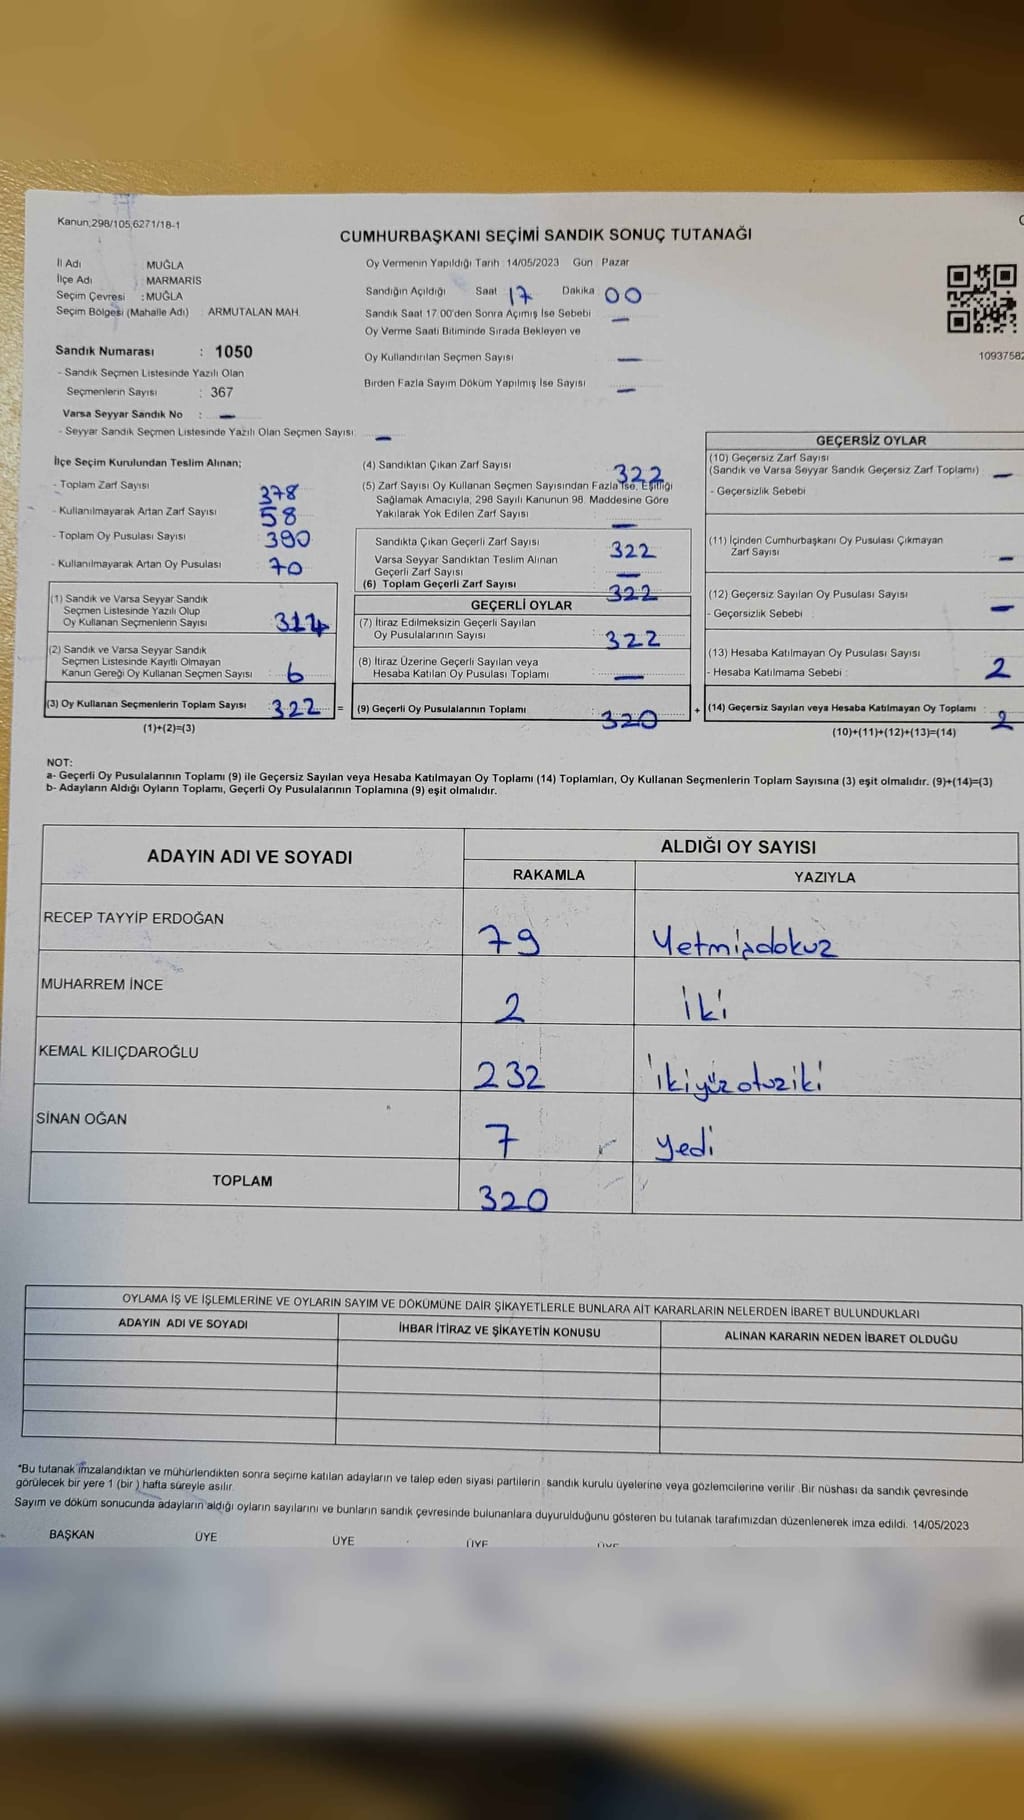 Kanun;298/105,6271/18-1
CUMHURBAŞKANI SEÇİMİ SANDIK SONUÇ TUTANAĞI
İl Adı : MUĞLA
İlçe Adı : MARMARİS
Seçim Çevresi : MUĞLA
Seçim Bölgesi (Mahalle Adı) : ARMUTALAN MAH.
Oy Vermenin Yapıldığı Tarih : 14/05/2023 Gün : Pazar
Sandığın Açıldığı Saat 17 Dakika 00
Sandık Saat 17.00'den Sonra Açımış İse Sebebi —
Oy Verme Saati Bitiminde Sırada Bekleyen ve
Oy Kullandırılan Seçmen Sayısı —
Birden Fazla Sayım Döküm Yapılmış İse Sayısı —
1093758
Sandık Numarası : 1050
- Sandık Seçmen Listesinde Yazılı Olan
Seçmenlerin Sayısı : 367
Varsa Seyyar Sandık No : —
- Seyyar Sandık Seçmen Listesinde Yazılı Olan Seçmen Sayısı: —
İlçe Seçim Kurulundan Teslim Alınan;
- Toplam Zarf Sayısı 378
- Kullanılmayarak Artan Zarf Sayısı 58
- Toplam Oy Pusulası Sayısı 390
- Kullanılmayarak Artan Oy Pusulası 70
(1) Sandık ve Varsa Seyyar Sandık
Seçmen Listesinde Yazılı Olup
Oy Kullanan Seçmenlerin Sayısı
(2) Sandık ve Varsa Seyyar Sandık
Seçmen Listesinde Kayıtlı Olmayan
Kanun Gereği Oy Kullanan Seçmen Sayısı 6
(3) Oy Kullanan Seçmenlerin Toplam Sayısı 322 =
(1)+(2)=(3)
(4) Sandıktan Çıkan Zarf Sayısı 322
(5) Zarf Sayısı Oy Kullanan Seçmen Sayısından Fazla İse, Eşitliği
Sağlamak Amacıyla, 298 Sayılı Kanunun 98. Maddesine Göre
Yakılarak Yok Edilen Zarf Sayısı —
Sandıkta Çıkan Geçerli Zarf Sayısı 322
Varsa Seyyar Sandıktan Teslim Alınan
Geçerli Zarf Sayısı —
(6) Toplam Geçerli Zarf Sayısı 322
GEÇERLİ OYLAR
(7) İtiraz Edilmeksizin Geçerli Sayılan
Oy Pusulalarının Sayısı : 322
(8) İtiraz Üzerine Geçerli Sayılan veya
Hesaba Katılan Oy Pusulası Toplamı : —
(9) Geçerli Oy Pusulalarının Toplamı 320 +
GEÇERSİZ OYLAR
(10) Geçersiz Zarf Sayısı
(Sandık ve Varsa Seyyar Sandık Geçersiz Zarf Toplamı) —
- Geçersizlik Sebebi
(11) İçinden Cumhurbaşkanı Oy Pusulası Çıkmayan
Zarf Sayısı —
(12) Geçersiz Sayılan Oy Pusulası Sayısı
- Geçersizlik Sebebi : —
(13) Hesaba Katılmayan Oy Pusulası Sayısı
- Hesaba Katılmama Sebebi : 2
(14) Geçersiz Sayılan veya Hesaba Katılmayan Oy Toplamı : 2
(10)+(11)+(12)+(13)=(14)
NOT:
a- Geçerli Oy Pusulalarının Toplamı (9) ile Geçersiz Sayılan veya Hesaba Katılmayan Oy Toplamı (14) Toplamları, Oy Kullanan Seçmenlerin Toplam Sayısına (3) eşit olmalıdır. (9)+(14)=(3)
b- Adayların Aldığı Oyların Toplamı, Geçerli Oy Pusulalarının Toplamına (9) eşit olmalıdır.
ADAYIN ADI VE SOYADI
ALDIĞI OY SAYISI
RAKAMLA YAZIYLA
RECEP TAYYİP ERDOĞAN 79 Yetmişdokuz
MUHARREM İNCE 2 iki
KEMAL KILIÇDAROĞLU 232 ikiyüzotuziki
SİNAN OĞAN 7 yedi
TOPLAM 320
OYLAMA İŞ VE İŞLEMLERİNE VE OYLARIN SAYIM VE DÖKÜMÜNE DAİR ŞİKAYETLERLE BUNLARA AİT KARARLARIN NELERDEN İBARET BULUNDUKLARI
ADAYIN ADI VE SOYADI İHBAR İTİRAZ VE ŞİKAYETİN KONUSU ALINAN KARARIN NEDEN İBARET OLDUĞU
*Bu tutanak imzalandıktan ve mühürlendikten sonra seçime katılan adayların ve talep eden siyasi partilerin sandık kurulu üyelerine veya gözlemcilerine verilir .Bir nüshası da sandık çevresinde
görülecek bir yere 1 (bir ) hafta süreyle asılır.
Sayım ve döküm sonucunda adayların aldığı oyların sayılarını ve bunların sandık çevresinde bulunanlara duyurulduğunu gösteren bu tutanak tarafımızdan düzenlenerek imza edildi. 14/05/2023
BAŞKAN ÜYE ÜYE ÜYE ÜYE